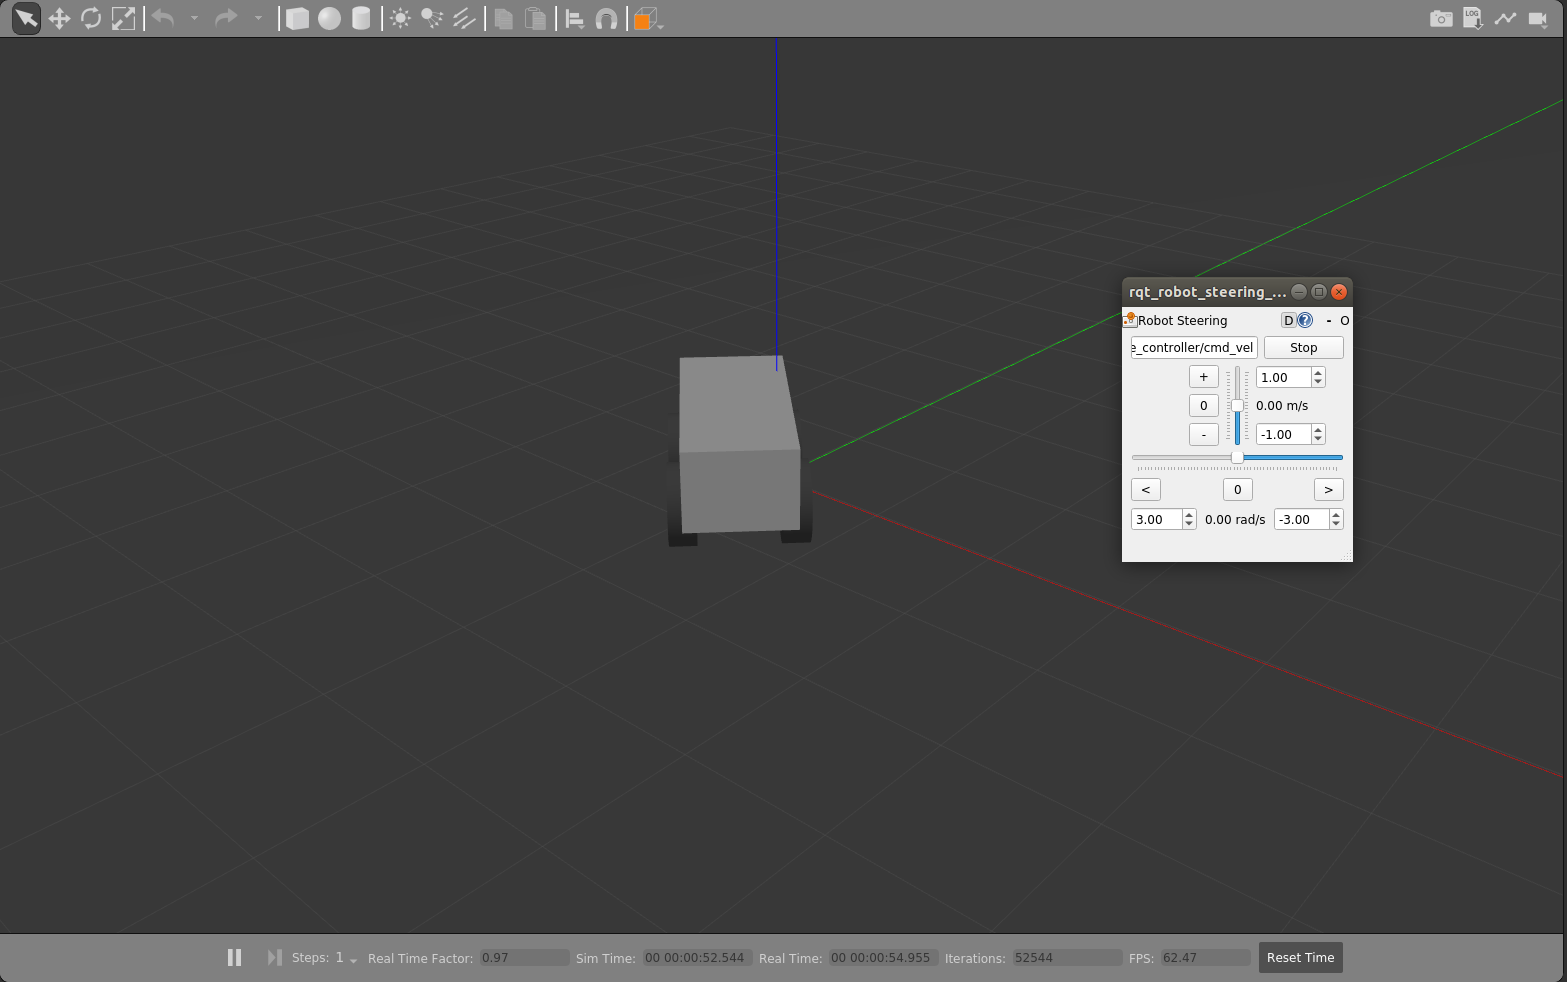 LOG
rqt_robot_steering_...
Robot Steering D ? - O
e_controller/cmd_vel Stop
+ 1.00
0 0.00 m/s
- -1.00
< 0 >
3.00 0.00 rad/s -3.00
Steps: 1 Real Time Factor: 0.97 Sim Time: 00 00:00:52.544 Real Time: 00 00:00:54.955 Iterations: 52544 FPS: 62.47 Reset Time